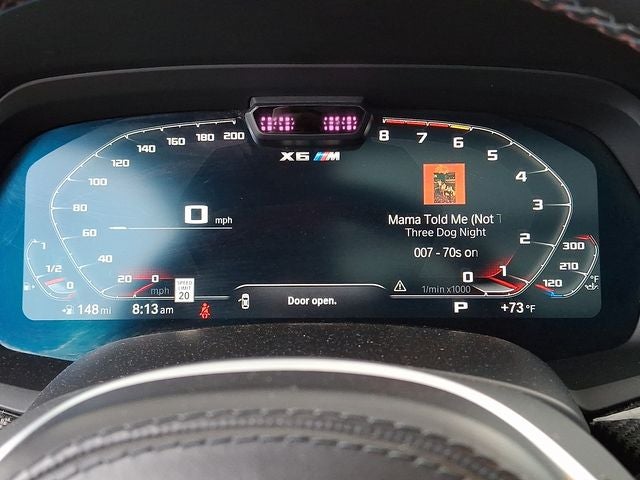 200
180
160
140
120
100
80
60
40
20
0
mph
8
7
6
5
4
3
2
1
0
X6 M
0 mph
Mama Told Me (Not
Three Dog Night
007 - 70s on
1
1/2
0
300
210
120
°F
SPEED LIMIT 20
Door open.
1/min x1000
148 mi
8:13 am
P
+73 °F